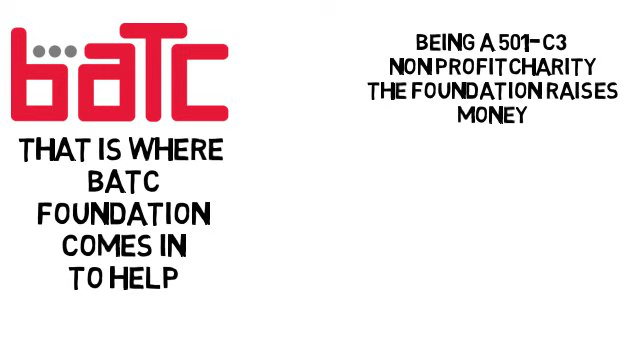 batc
THAT IS WHERE
BATC
FOUNDATION
COMES IN
TO HELP
BEING A 501-C3
NON PROFIT CHARITY
THE FOUNDATION RAISES
MONEY